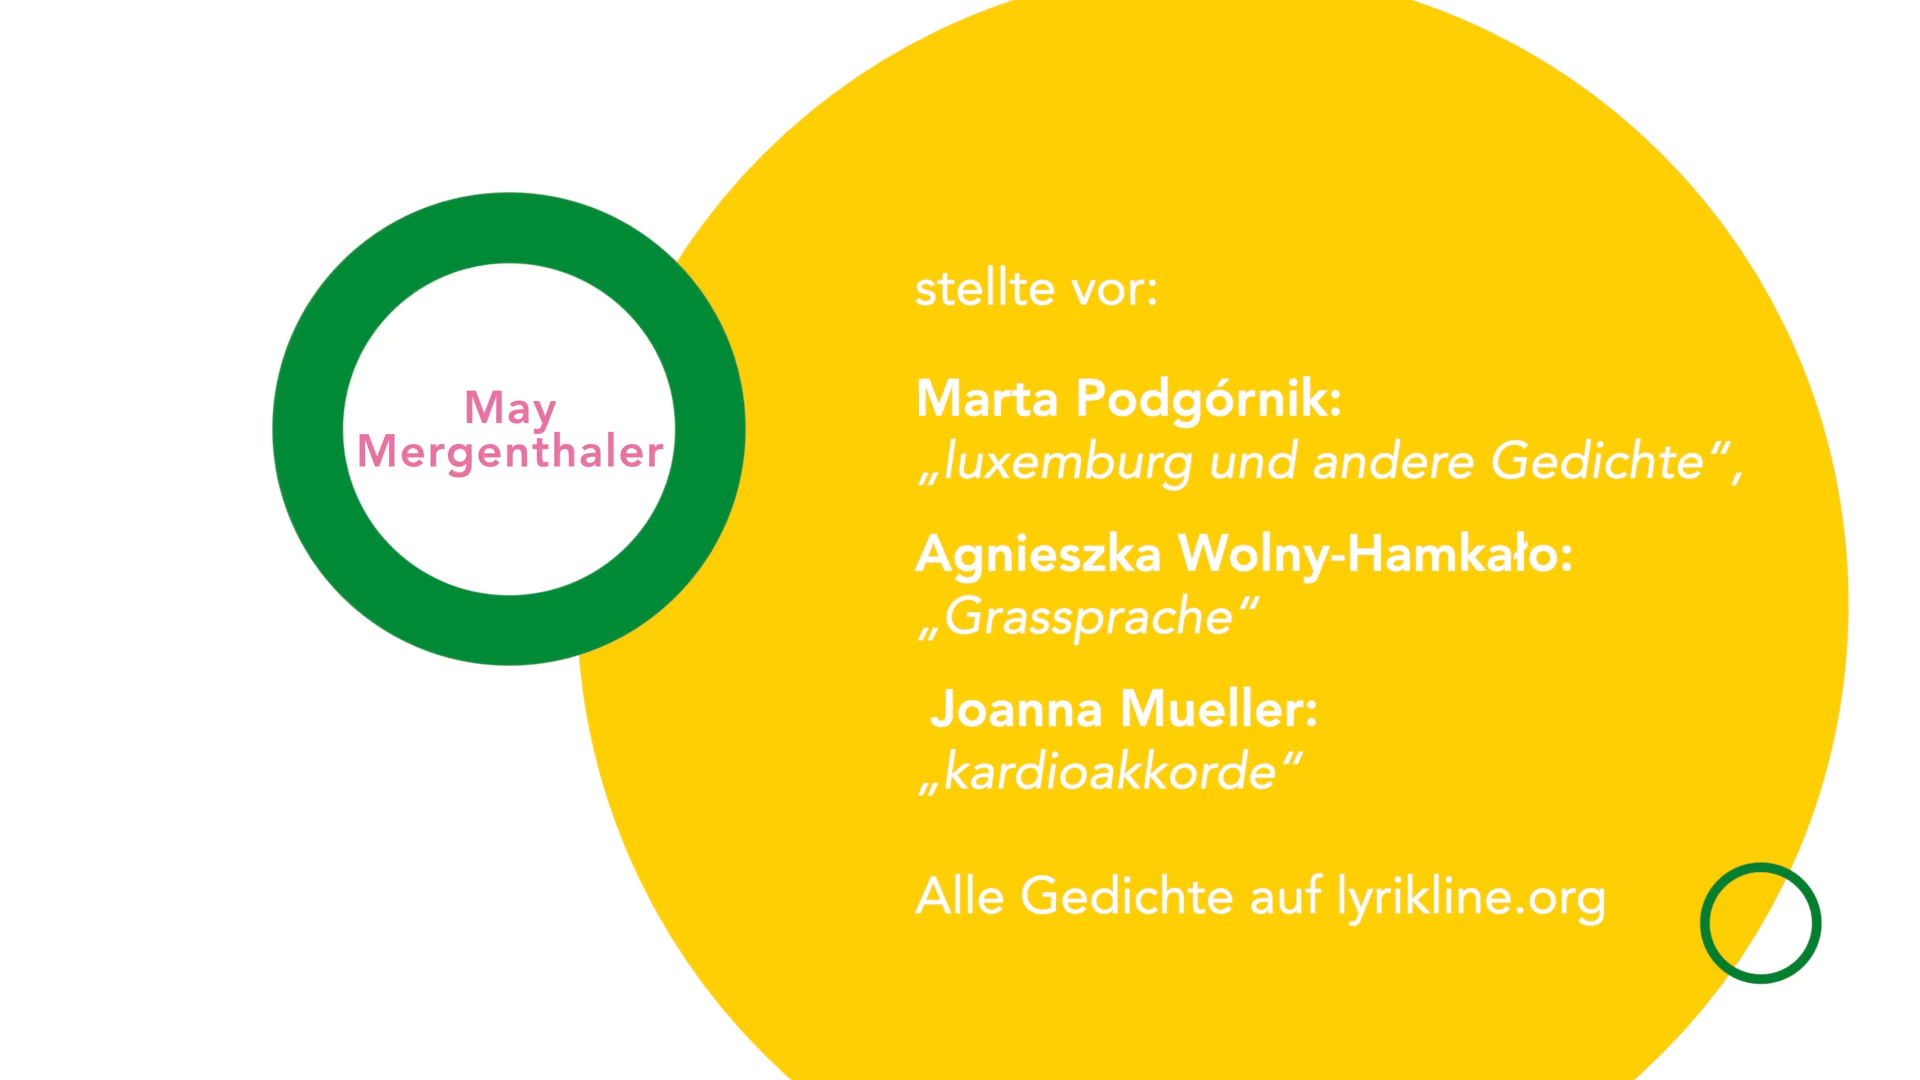 May
Mergenthaler
stellte vor:
Marta Podgórnik:
„luxemburg und andere Gedichte“,
Agnieszka Wolny-Hamkało:
„Grassprache“
Joanna Mueller:
„kardioakkorde“
Alle Gedichte auf lyrikline.org